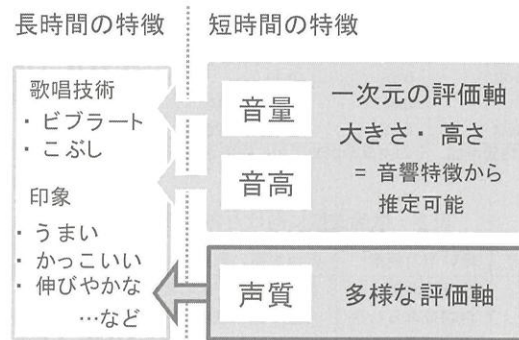 長時間の特徴
短時間の特徴
歌唱技術
・ ビブラート
・ こぶし
印象
・ うまい
・ かっこいい
・ 伸びやかな
…など
音量
音高
一次元の評価軸
大きさ・高さ
= 音響特徴から
推定可能
声質
多様な評価軸